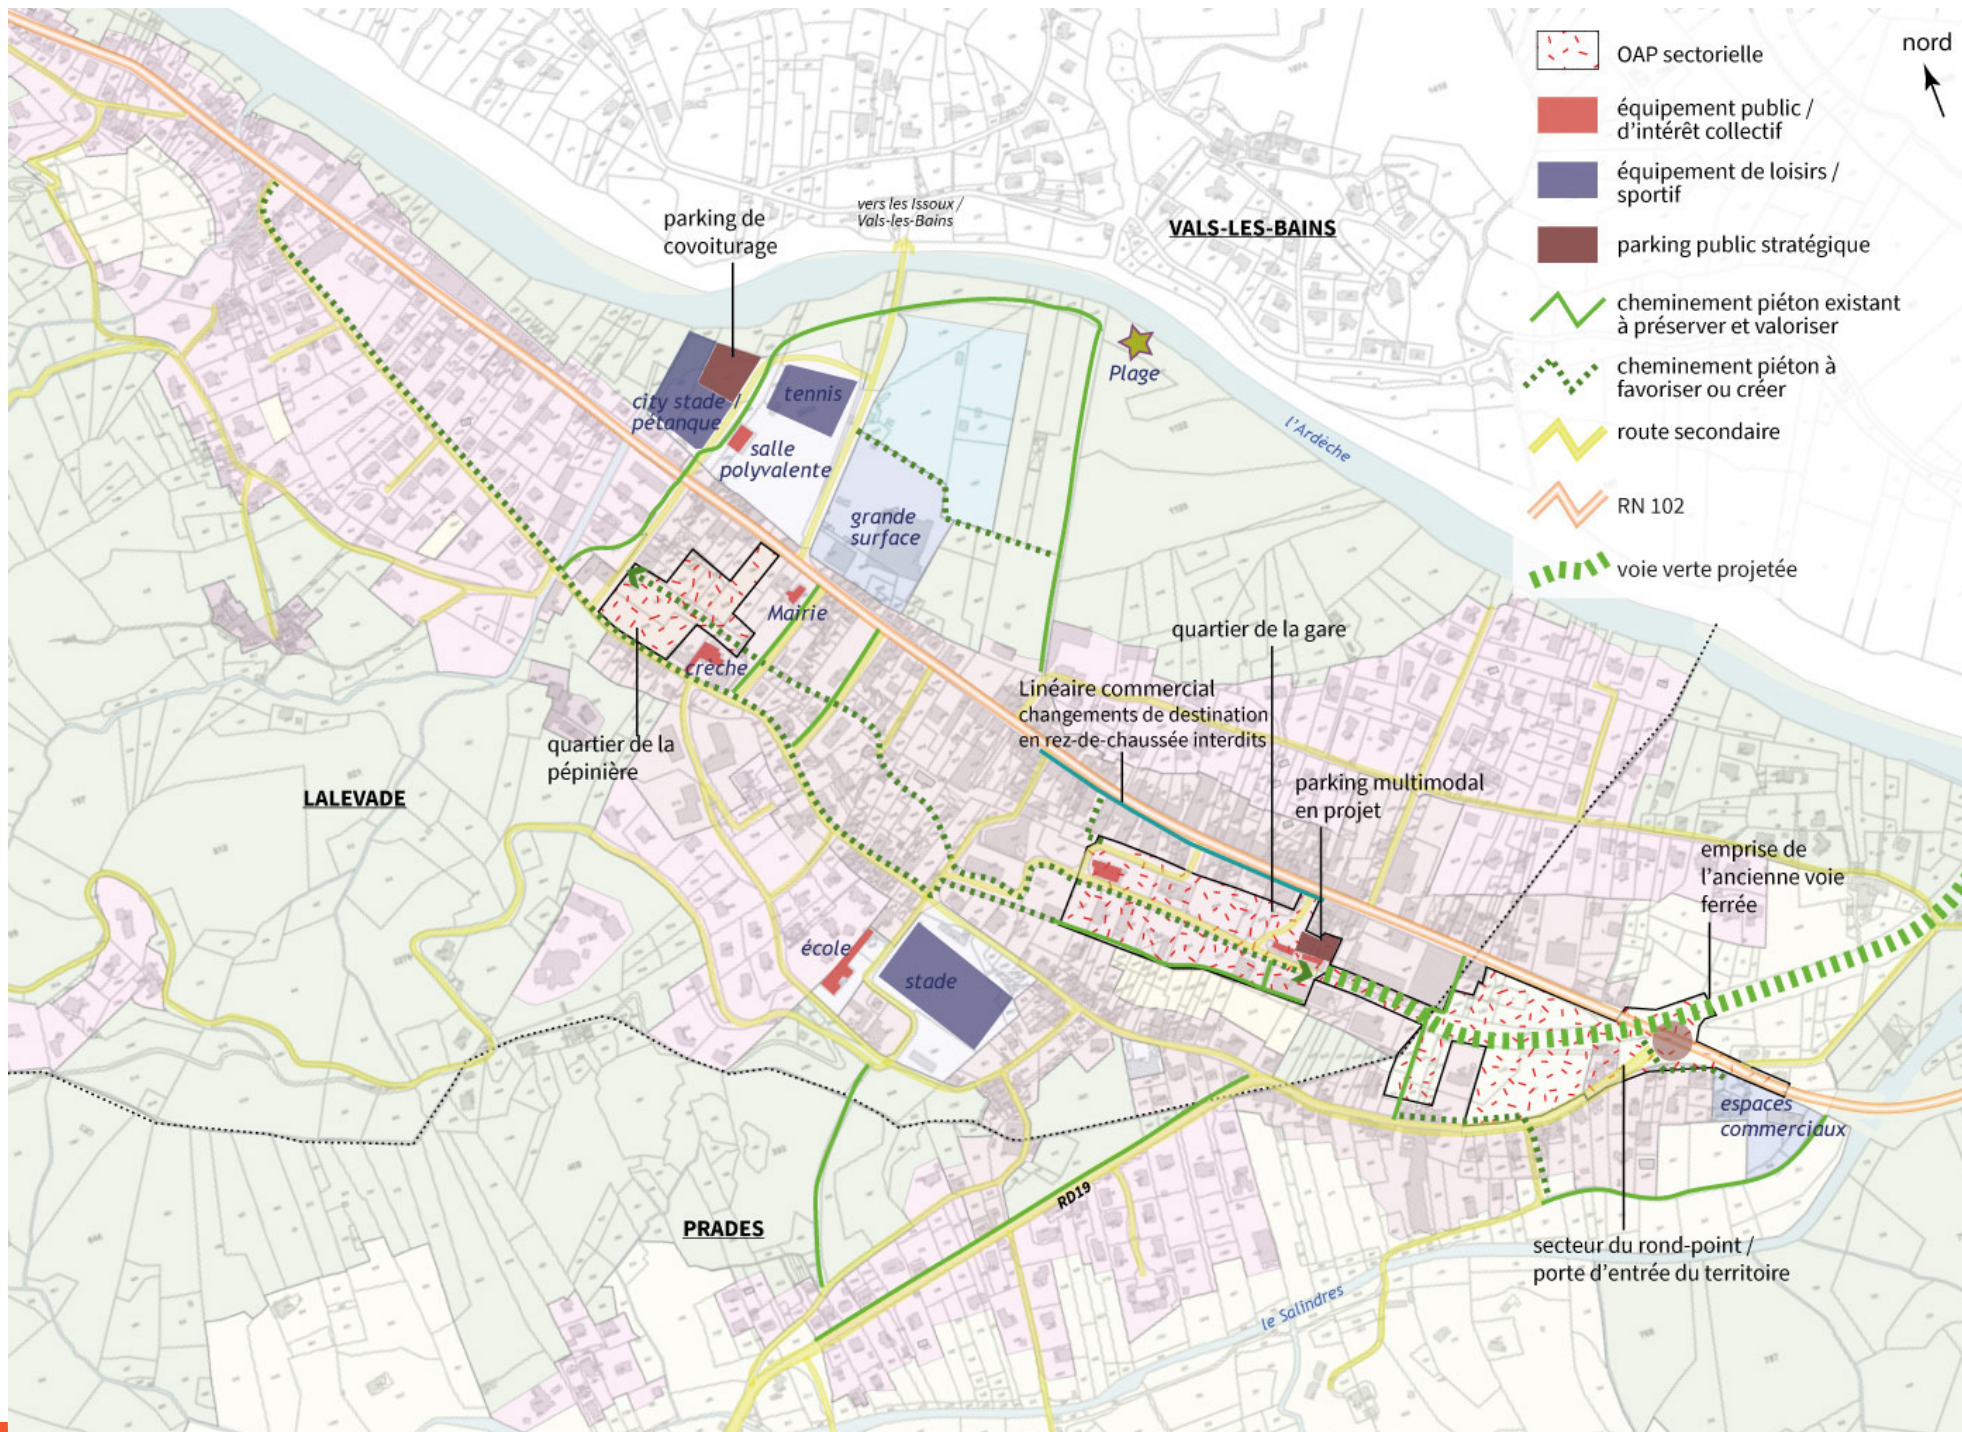 OAP sectorielle
nord
équipement public /
d'intérêt collectif
équipement de loisirs /
sportif
parking public stratégique
cheminement piéton existant
à préserver et valoriser
cheminement piéton à
favoriser ou créer
route secondaire
RN 102
voie verte projetée
vers les Issoux /
Vals-les-Bains
parking de
covoiturage
VALS-LES-BAINS
Plage
l'Ardèche
tennis
city stade /
pétanque
salle
polyvalente
grande
surface
Mairie
crèche
quartier de la gare
Linéaire commercial
changements de destination
en rez-de-chaussée interdits
quartier de la
pépinière
LALEVADE
parking multimodal
en projet
emprise de
l'ancienne voie
ferrée
école
stade
espaces
commerciaux
RD19
PRADES
secteur du rond-point /
porte d'entrée du territoire
le Salindres